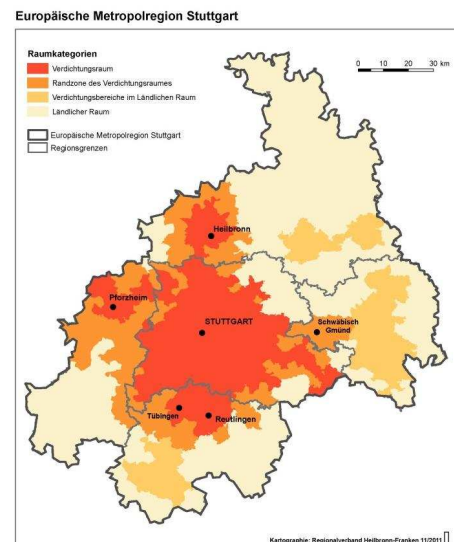 Europäische Metropolregion Stuttgart
Raumkategorien
Verdichtungsraum
Randzone des Verdichtungsraumes
Verdichtungsbereiche im Ländlichen Raum
Ländlicher Raum
Europäische Metropolregion Stuttgart
Regionsgrenzen
0 10 20 30 km
Heilbronn
Pforzheim
STUTTGART
Schwäbisch
Gmünd
Tübingen
Reutlingen
Kartographie: Regionalverband Heilbronn-Franken 11/2011